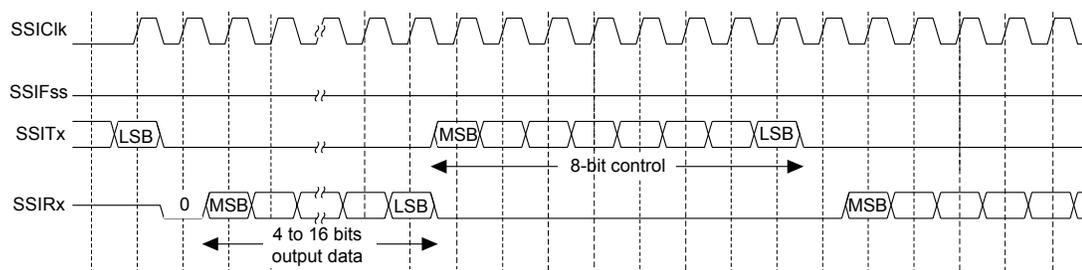 SSIClk
SSIFss
SSITx
LSB
MSB
LSB
8-bit control
SSIRx
0
MSB
LSB
MSB
4 to 16 bits
output data